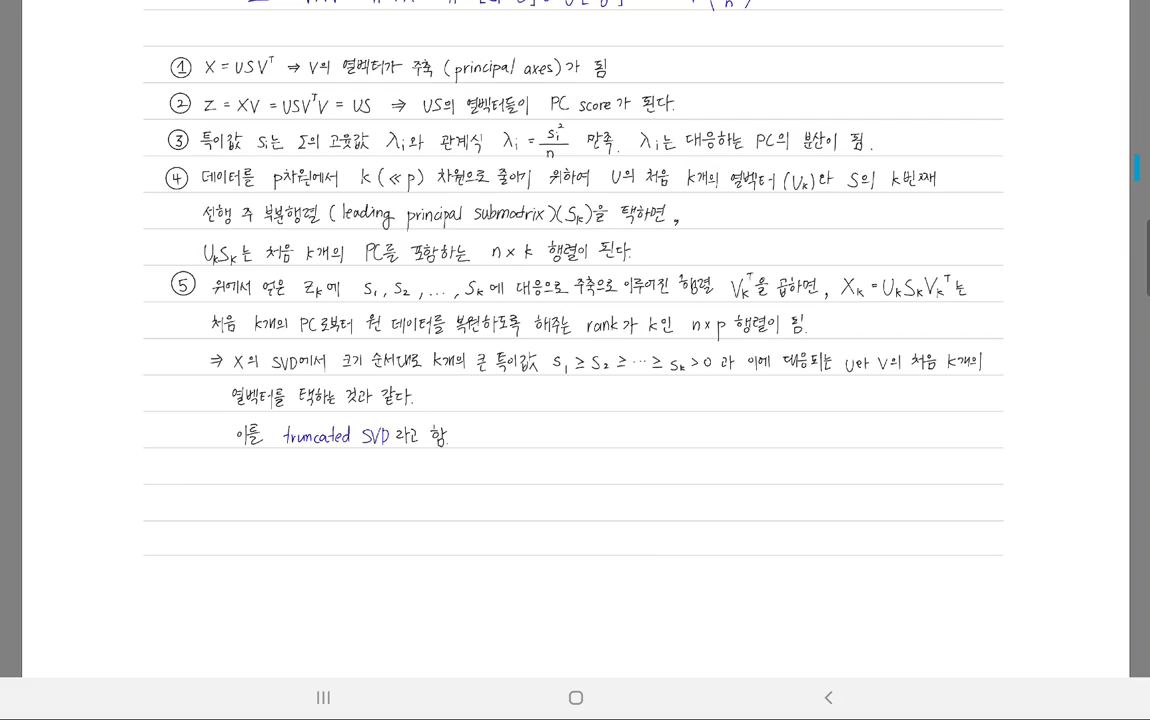 ① X = USVᵀ ⇒ V의 열벡터가 주축 (principal axes)가 됨
② Z = XV = USVᵀV = US ⇒ US의 열벡터들이 PC score가 된다.
③ 특이값 sᵢ는 Σ의 고윳값 λᵢ와 관계식 λᵢ = sᵢ²/n 만족. λᵢ는 대응하는 PC의 분산이 됨.
④ 데이터를 p차원에서 k(≪p) 차원으로 줄이기 위하여 U의 처음 k개의 열벡터(Uₖ)와 S의 k번째
선행 주 부분행렬 (leading principal submatrix)(Sₖ)을 택하면,
UₖSₖ는 처음 k개의 PC를 포함하는 n×k 행렬이 된다.
⑤ 위에서 얻은 Zₖ에 s₁, s₂, ..., sₖ에 대응으로 주축으로 이루어진 행렬 Vₖᵀ을 곱하면, Xₖ = UₖSₖVₖᵀ는
처음 k개의 PC로부터 원 데이터를 복원하도록 해주는 rank가 k인 n×p 행렬이 됨.
⇒ X의 SVD에서 크기 순서대로 k개의 큰 특이값 s₁ ≥ s₂ ≥ ⋯ ≥ sₖ > 0 과 이에 대응되는 U와 V의 처음 k개의
열벡터를 택하는 것과 같다.
이를 truncated SVD 라고 함.